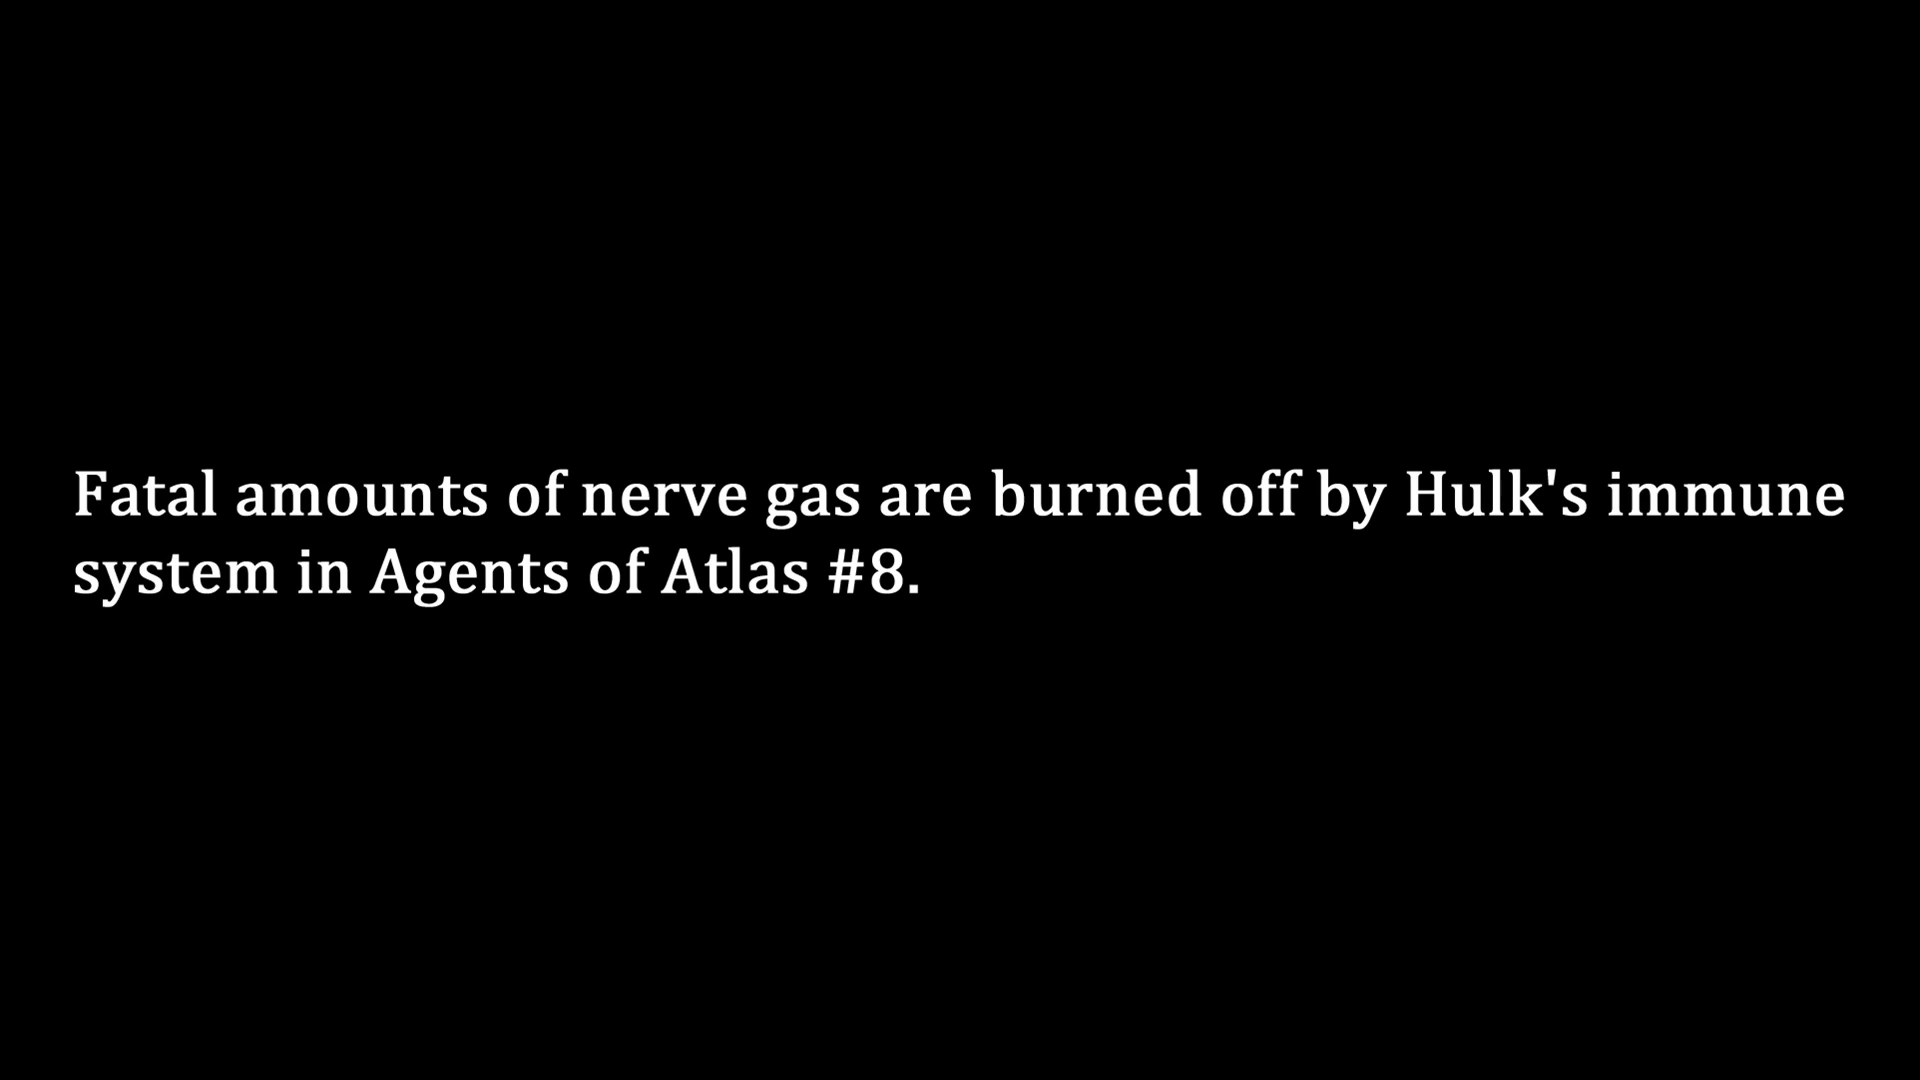 Fatal amounts of nerve gas are burned off by Hulk's immune
system in Agents of Atlas #8.